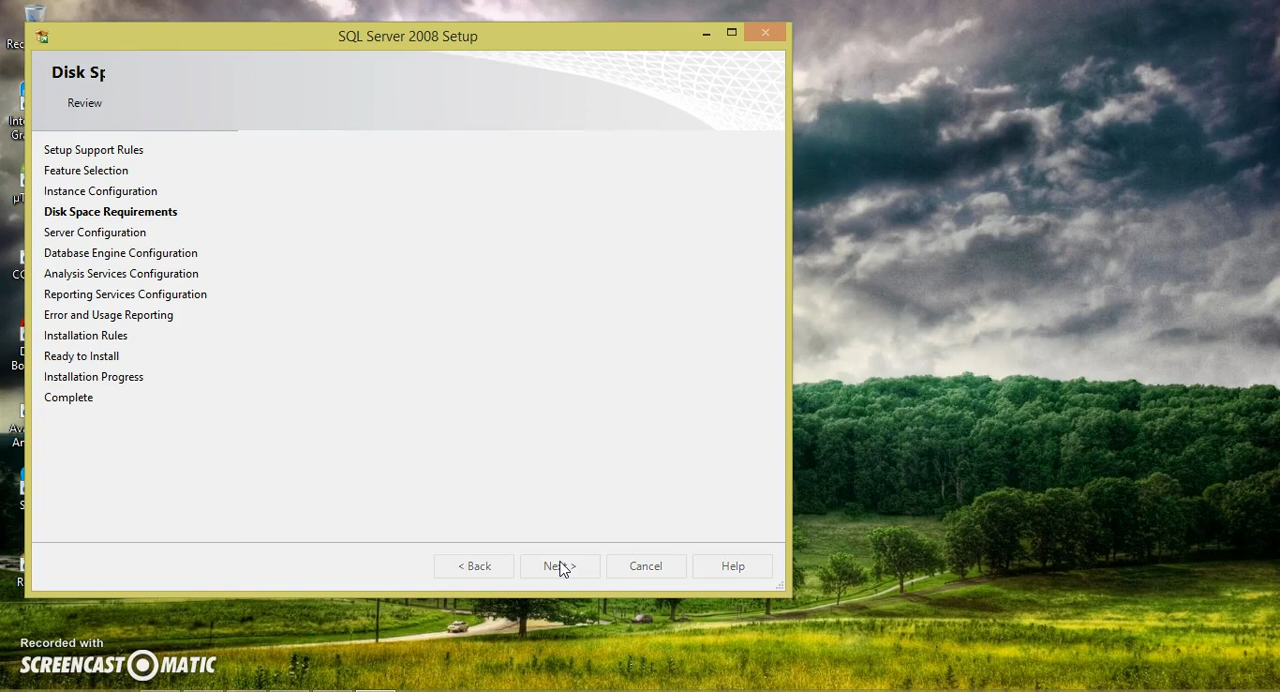 SQL Server 2008 Setup
Disk Sp
Review
Setup Support Rules
Feature Selection
Instance Configuration
Disk Space Requirements
Server Configuration
Database Engine Configuration
Analysis Services Configuration
Reporting Services Configuration
Error and Usage Reporting
Installation Rules
Ready to Install
Installation Progress
Complete
< Back
Cancel
Help
Recorded with
SCREENCAST MATIC